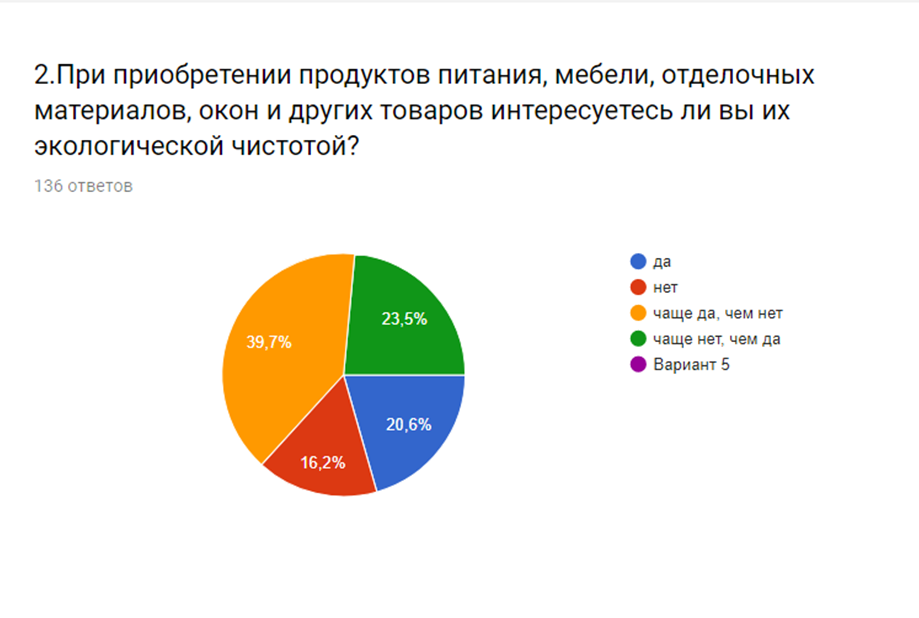 2.При приобретении продуктов питания, мебели, отделочных
материалов, окон и других товаров интересуетесь ли вы их
экологической чистотой?
136 ответов
23,5%
39,7%
20,6%
16,2%
да
нет
чаще да, чем нет
чаще нет, чем да
Вариант 5